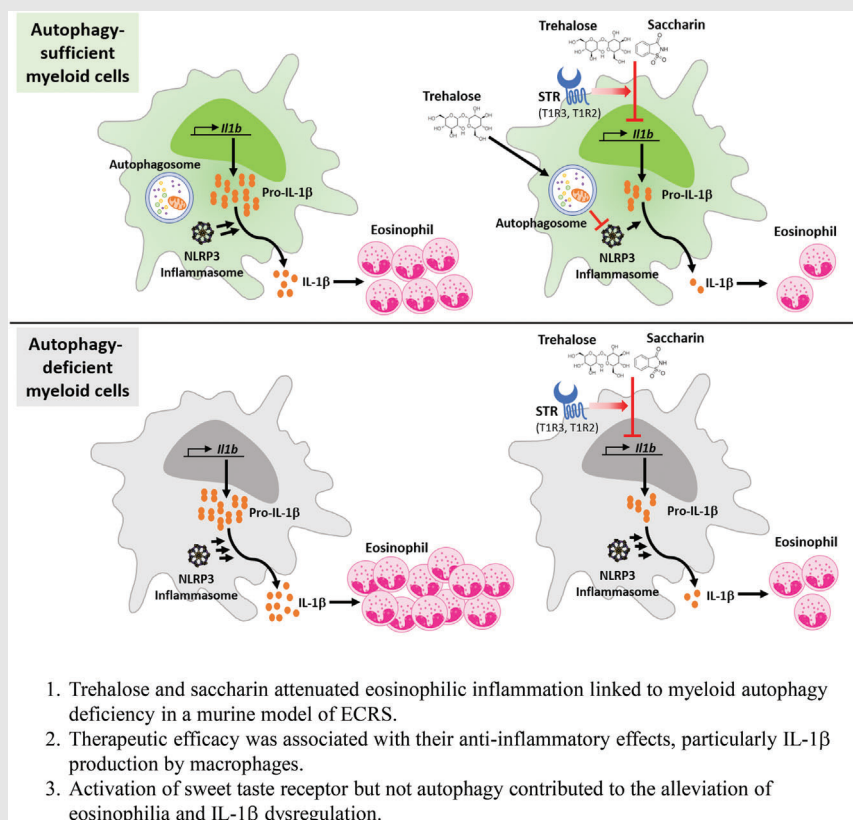 Autophagy-
sufficient
myeloid cells
Il1b
Autophagosome
Pro-IL-1β
NLRP3
Inflammasome
IL-1β
Eosinophil
Trehalose
Saccharin
Trehalose
STR
(T1R3, T1R2)
Il1b
Pro-IL-1β
Autophagosome
NLRP3
Inflammasome
IL-1β
Eosinophil
Autophagy-
deficient
myeloid cells
Il1b
Pro-IL-1β
NLRP3
Inflammasome
IL-1β
Eosinophil
Trehalose
Saccharin
STR
(T1R3, T1R2)
Il1b
Pro-IL-1β
NLRP3
Inflammasome
IL-1β
Eosinophil
1. Trehalose and saccharin attenuated eosinophilic inflammation linked to myeloid autophagy
deficiency in a murine model of ECRS.
2. Therapeutic efficacy was associated with their anti-inflammatory effects, particularly IL-1β
production by macrophages.
3. Activation of sweet taste receptor but not autophagy contributed to the alleviation of
eosinophilia and IL-1β dysregulation.